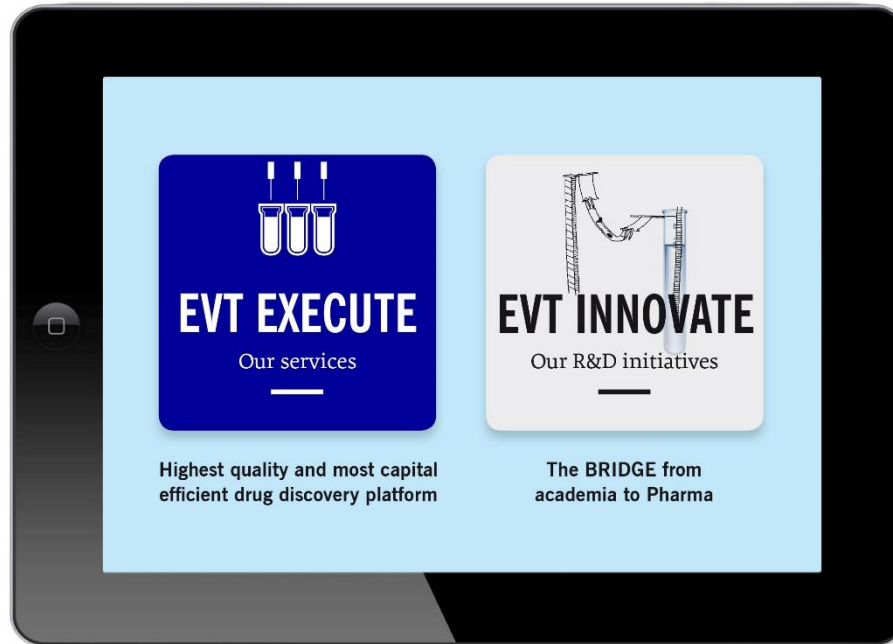 EVT EXECUTE
Our services
Highest quality and most capital
efficient drug discovery platform
EVT INNOVATE
Our R&D initiatives
The BRIDGE from
academia to Pharma